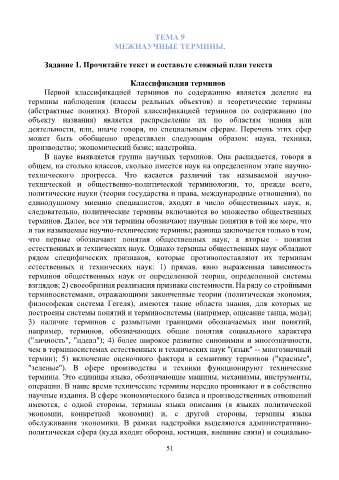 ТЕМА 9
МЕЖНАУЧНЫЕ ТЕРМИНЫ.
Задание 1. Прочитайте текст и составьте сложный план текста
Классификация терминов
Первой классификацией терминов по содержанию является деление на
термины наблюдения (классы реальных объектов) и теоретические термины
(абстрактные понятия). Второй классификацией терминов по содержанию (по
объекту названия) является распределение их по областям знания или
деятельности, или, иначе говоря, по специальным сферам. Перечень этих сфер
может быть обобщенно представлен следующим образом: наука, техника,
производство; экономический базис; надстройка.
В науке выявляется группа научных терминов. Она распадается, говоря в
общем, на столько классов, сколько имеется наук на определенном этапе научно-
технического прогресса. Что касается различий так называемой научно-
технической и общественно-политической терминологии, то, прежде всего,
политические науки (теория государства и права, международные отношения), по
единодушному мнению специалистов, входят в число общественных наук, и,
следовательно, политические термины включаются во множество общественных
терминов. Далее, все эти термины обозначают научные понятия в той же мере, что
и так называемые научно-технические термины; разница заключается только в том,
что первые обозначают понятия общественных наук, а вторые - понятия
естественных и технических наук. Однако термины общественных наук обладают
рядом специфических признаков, которые противопоставляют их терминам
естественных и технических наук: 1) прямая, явно выраженная зависимость
терминов общественных наук от определенной теории, определенной системы
взглядов; 2) своеобразная реализация признака системности. На ряду со стройными
терминосистемами, отражающими законченные теории (политическая экономия,
философская система Гегеля), имеются такие области знания, для которых не
построены системы понятий и терминосистемы (например, описание танца, мода);
3) наличие терминов с размытыми границами обозначаемых ими понятий,
например, терминов, обозначающих общие понятия социального характера
("личность", "идеал"); 4) более широкое развитие синонимии и многозначности,
чем в терминосистемах естественных и технических наук ("язык" -- многозначный
термин); 5) включение оценочного фактора в семантику терминов ("красные",
"зеленые"). В сфере производства и техники функционируют технические
термины. Это единицы языка, обозначающие машины, механизмы, инструменты,
операции. В наше время технические термины нередко проникают и в собственно
научные издания. В сфере экономического базиса и производственных отношений
имеются, с одной стороны, термины языка описания (в языках политической
экономии, конкретной экономии) и, с другой стороны, термины языка
обслуживания экономики. В рамках надстройки выделяются административно-
политическая сфера (куда входят оборона, юстиция, внешние связи) и социально-
51